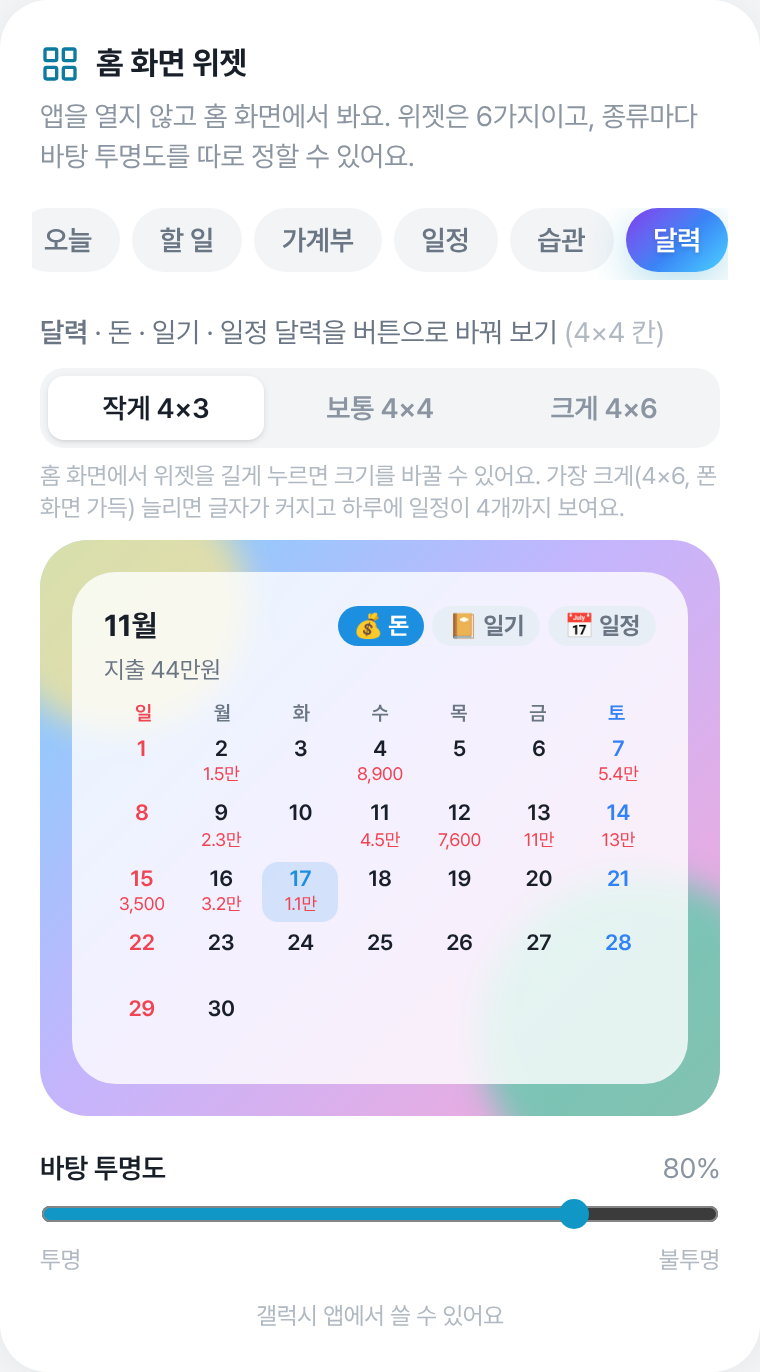 홈 화면 위젯
앱을 열지 않고 홈 화면에서 봐요. 위젯은 6가지이고, 종류마다
바탕 투명도를 따로 정할 수 있어요.
오늘 할 일 가계부 일정 습관 달력
달력 · 돈 · 일기 · 일정 달력을 버튼으로 바꿔 보기 (4×4 칸)
작게 4×3 보통 4×4 크게 4×6
홈 화면에서 위젯을 길게 누르면 크기를 바꿀 수 있어요. 가장 크게(4×6, 폰
화면 가득) 늘리면 글자가 커지고 하루에 일정이 4개까지 보여요.
11월 💰 돈 📔 일기 📅 일정
지출 44만원
일 월 화 수 목 금 토
1 2 3 4 5 6 7
1.5만 8,900 5.4만
8 9 10 11 12 13 14
2.3만 4.5만 7,600 11만 13만
15 16 17 18 19 20 21
3,500 3.2만 1.1만
22 23 24 25 26 27 28
29 30
바탕 투명도 80%
투명 불투명
갤럭시 앱에서 쓸 수 있어요